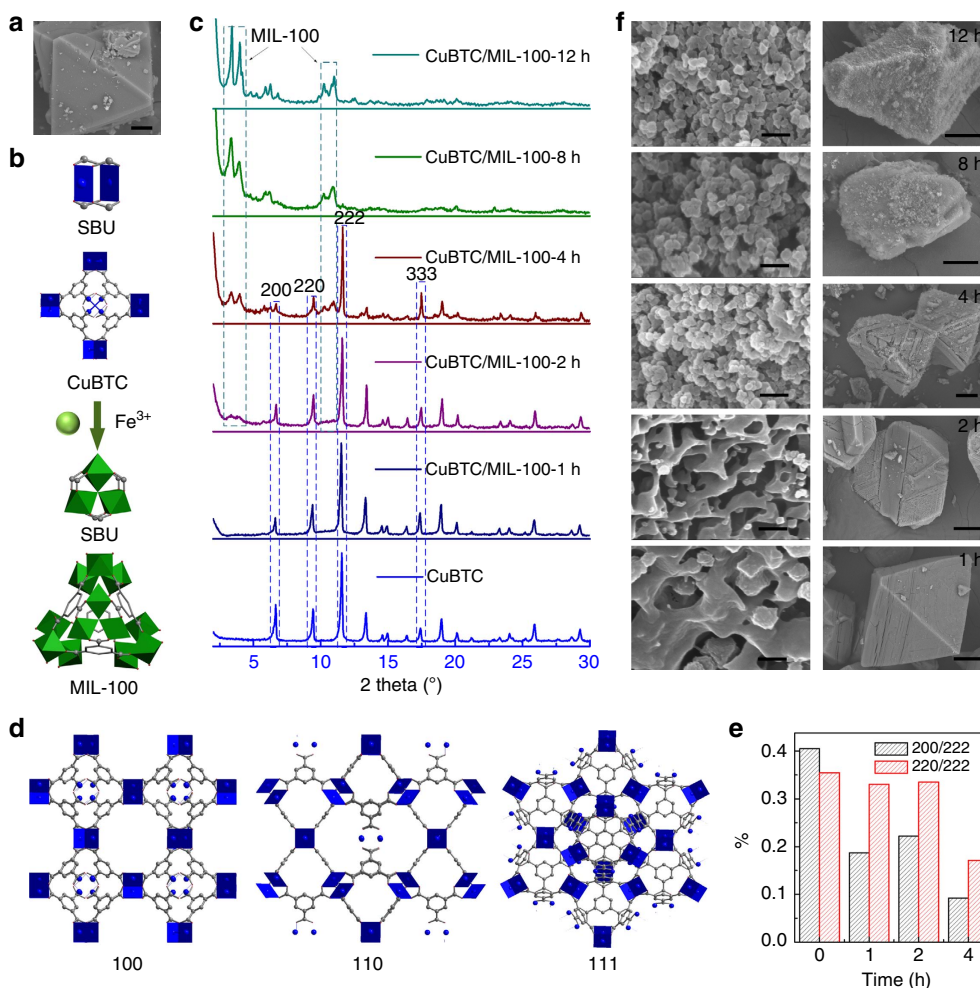 a
b
SBU
CuBTC
Fe³⁺
SBU
MIL-100
c
MIL-100
CuBTC/MIL-100-12 h
CuBTC/MIL-100-8 h
222
CuBTC/MIL-100-4 h
200
220
333
CuBTC/MIL-100-2 h
CuBTC/MIL-100-1 h
CuBTC
5 10 15 20 25 30
2 theta (°)
f
12 h
8 h
4 h
2 h
1 h
d
100 110 111
e
200/222
220/222
%
0.4
0.3
0.2
0.1
0.0
0 1 2 4
Time (h)